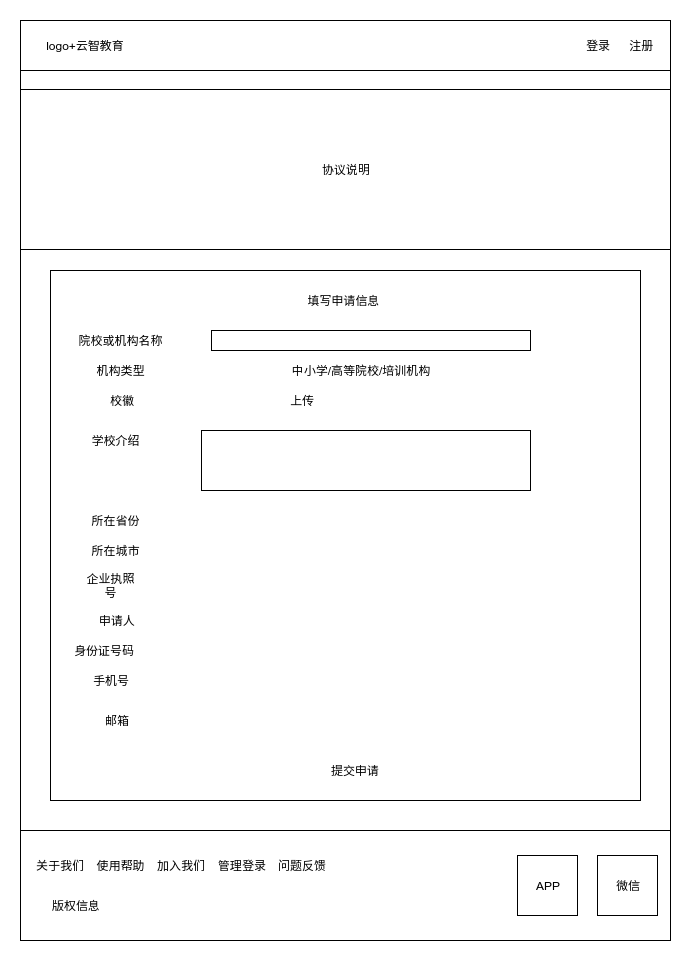 logo+云智教育 登录 注册
协议说明
填写申请信息
院校或机构名称
机构类型 中小学/高等院校/培训机构
校徽 上传
学校介绍
所在省份
所在城市
企业执照
号
申请人
身份证号码
手机号
邮箱
提交申请
关于我们 使用帮助 加入我们 管理登录 问题反馈
APP 微信
版权信息